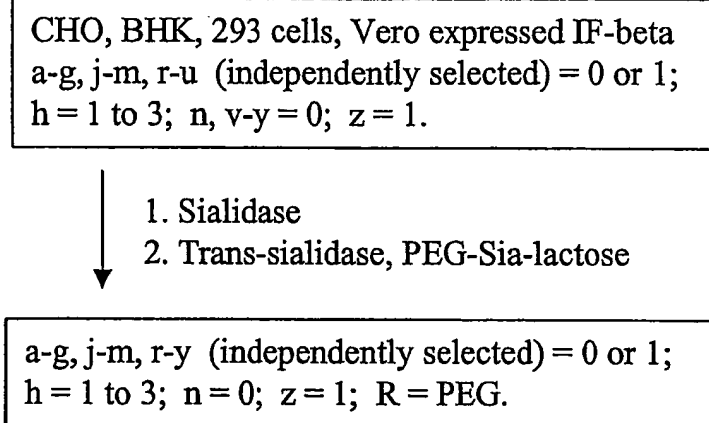 CHO, BHK, 293 cells, Vero expressed IF-beta
a-g, j-m, r-u (independently selected) = 0 or 1;
h = 1 to 3; n, v-y = 0; z = 1.
1. Sialidase
2. Trans-sialidase, PEG-Sia-lactose
a-g, j-m, r-y (independently selected) = 0 or 1;
h = 1 to 3; n = 0; z = 1; R = PEG.